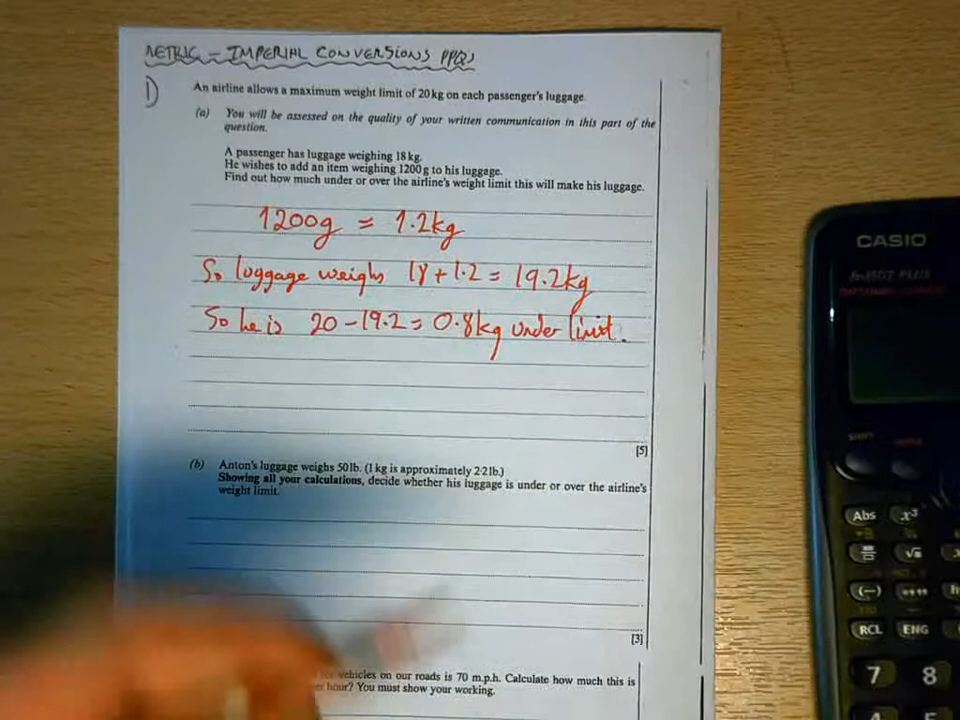 METRIC - IMPERIAL CONVERSIONS PPQ's
1)
An airline allows a maximum weight limit of 20 kg on each passenger's luggage.
(a) You will be assessed on the quality of your written communication in this part of the
question.
A passenger has luggage weighing 18 kg.
He wishes to add an item weighing 1200 g to his luggage.
Find out how much under or over the airline's weight limit this will make his luggage.
1200g = 1.2kg
So luggage weighs 18 + 1.2 = 19.2kg
So he is 20 - 19.2 = 0.8kg under limit.
[5]
(b) Anton's luggage weighs 50 lb. (1 kg is approximately 2·2 lb.)
Showing all your calculations, decide whether his luggage is under or over the airline's
weight limit.
[3]
vehicles on our roads is 70 m.p.h. Calculate how much this is
hour? You must show your working.
CASIO
PLUS
SHIFT
Abs x³
√
(−)
RCL ENG
7 8